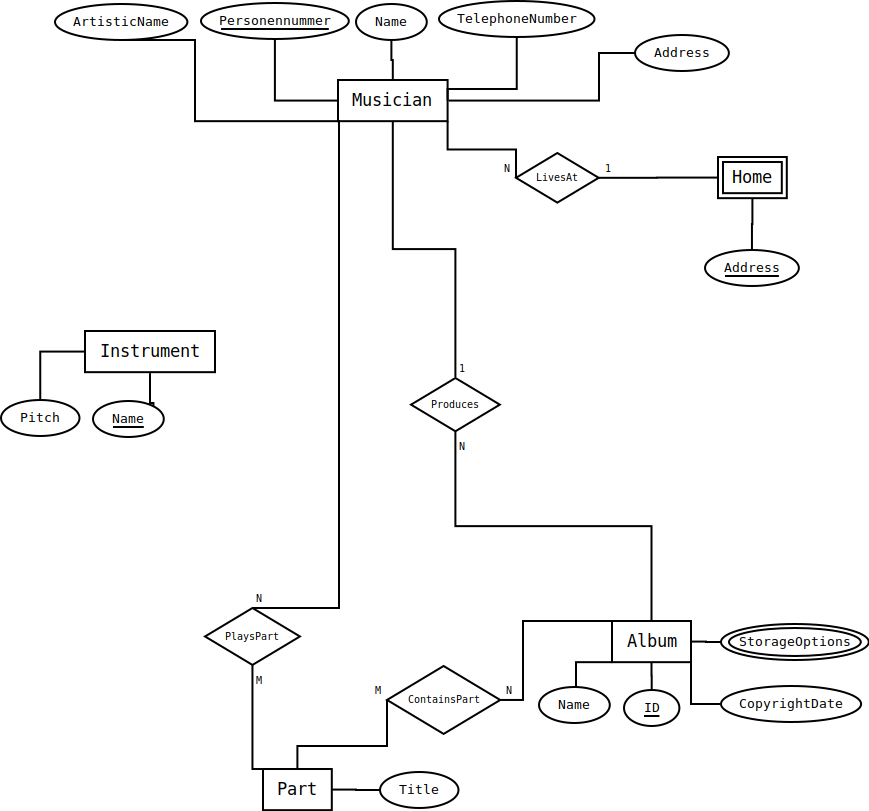 ArtisticName
Personennummer
Name
TelephoneNumber
Address
Musician
N
LivesAt
1
Home
Address
Instrument
Pitch
Name
1
Produces
N
N
PlaysPart
M
M
ContainsPart
N
Album
StorageOptions
Name
ID
CopyrightDate
Part
Title